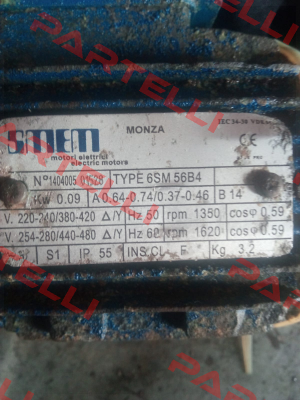 PARTELLI
MONZA
IEC 34-38
SMEM
CE
motori elettrici
electric motors
Nº1404005 TYPE 6SM 56B4
Kw 0.09 A 0.64-0.74/0.37-0.46 B 14
V. 220-240/380-420 Δ/Y Hz 50 rpm 1350 cosφ 0.59
V. 254-280/440-480 Δ/Y Hz 60 rpm 1620 cosφ 0.59
S1 IP 55 INS.CL. F Kg 3.2
PARTELLI